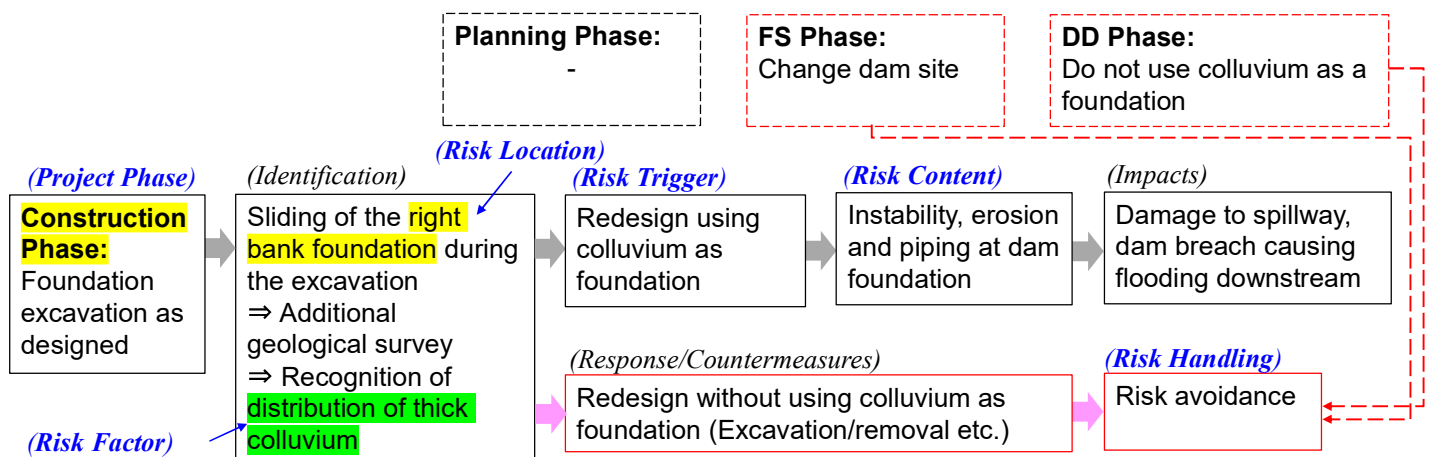 Planning Phase:
-
FS Phase:
Change dam site
DD Phase:
Do not use colluvium as a
foundation
(Risk Location)
(Project Phase)
Construction
Phase:
Foundation
excavation as
designed
(Identification)
Sliding of the right
bank foundation during
the excavation
⇒ Additional
geological survey
⇒ Recognition of
distribution of thick
colluvium
(Risk Factor)
(Risk Trigger)
Redesign using
colluvium as
foundation
(Risk Content)
Instability, erosion
and piping at dam
foundation
(Impacts)
Damage to spillway,
dam breach causing
flooding downstream
(Response/Countermeasures)
Redesign without using colluvium as
foundation (Excavation/removal etc.)
(Risk Handling)
Risk avoidance